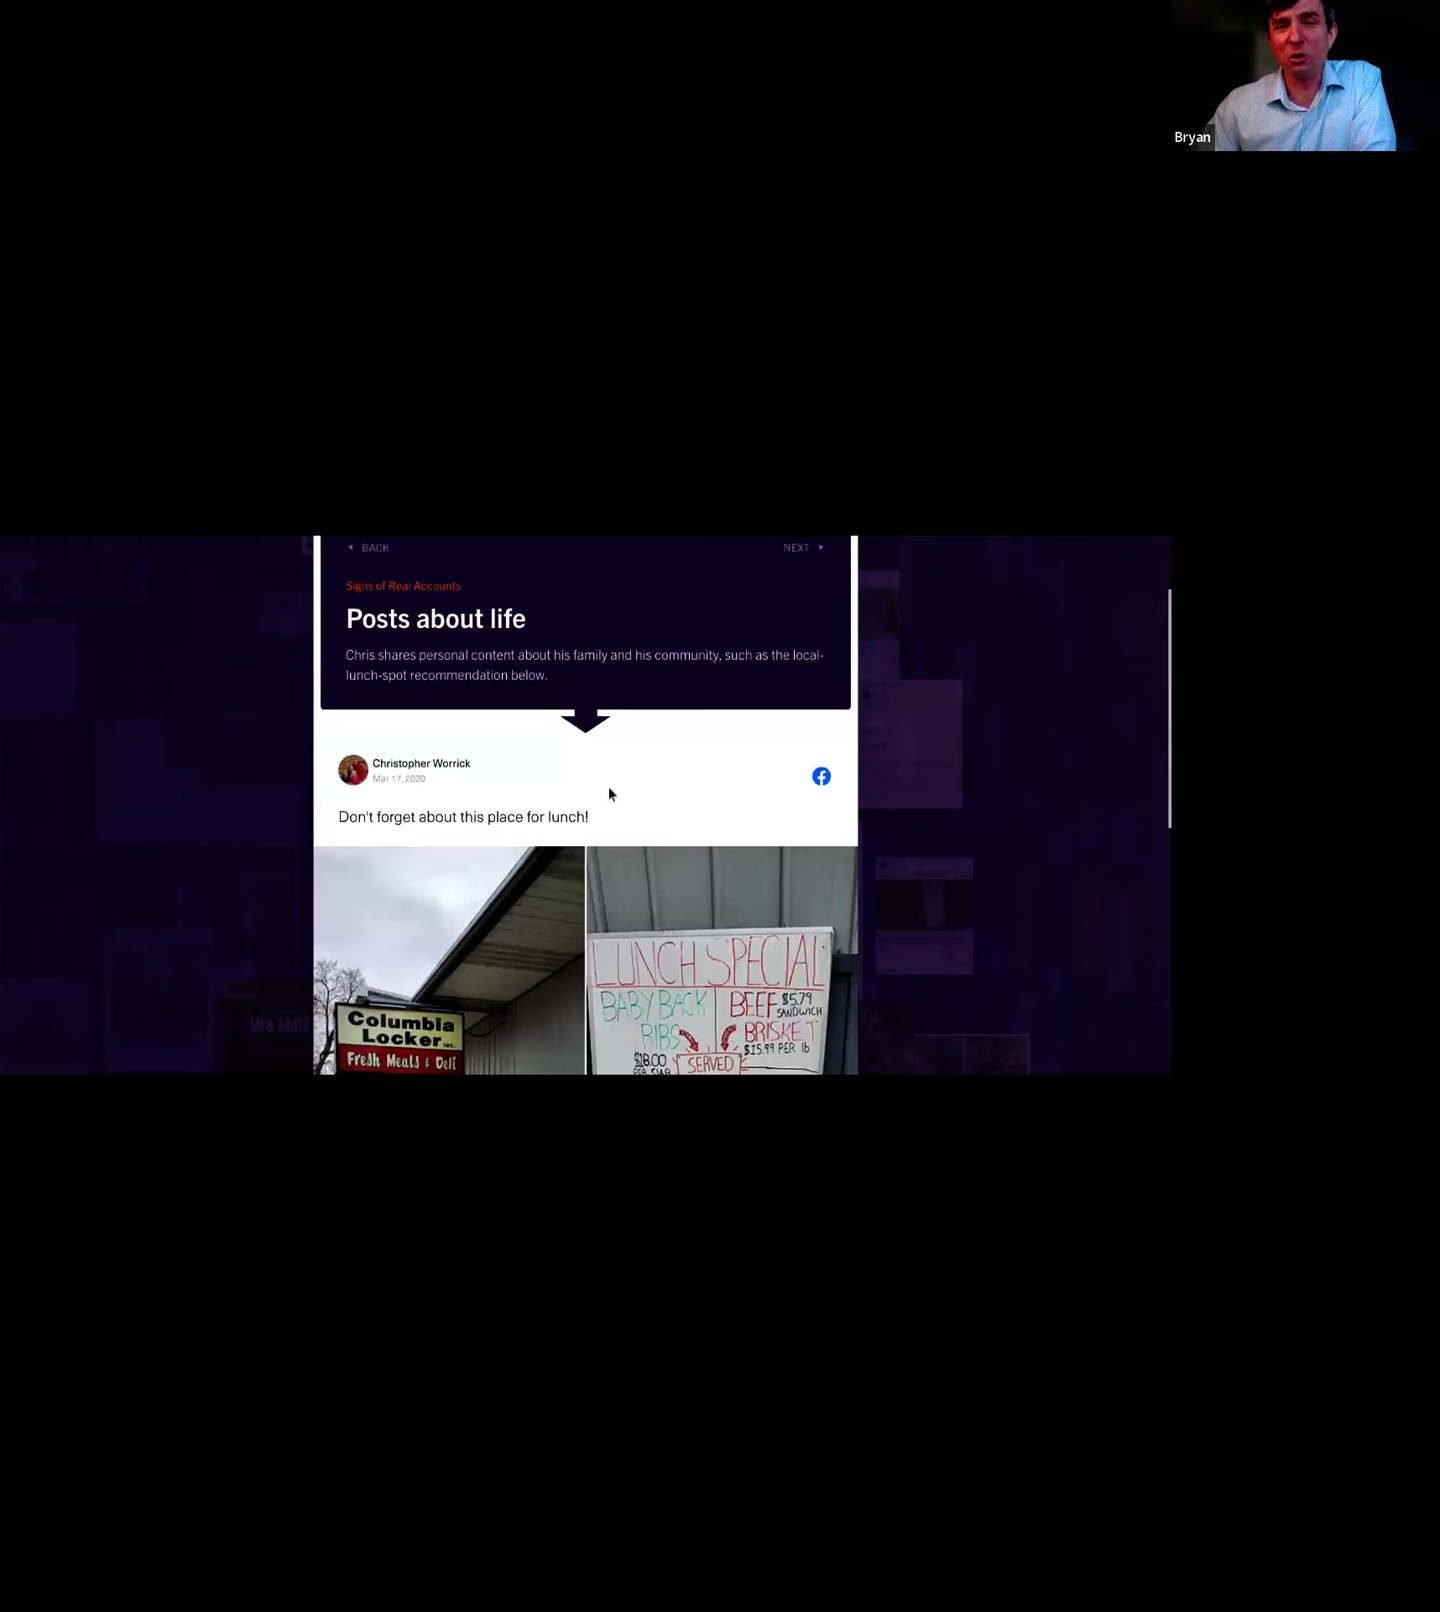 Bryan
BACK
NEXT
Signs of Real Accounts
Posts about life
Chris shares personal content about his family and his community, such as the local-
lunch-spot recommendation below.
Christopher Worrick
Mar 17, 2020
Don't forget about this place for lunch!
Columbia
Locker
Fresh Meats & Deli
LUNCH SPECIAL
BABY BACK
RIBS
$18.00
BEEF $5.79
SANDWICH
BRISKET
$15.99 PER lb
SERVED